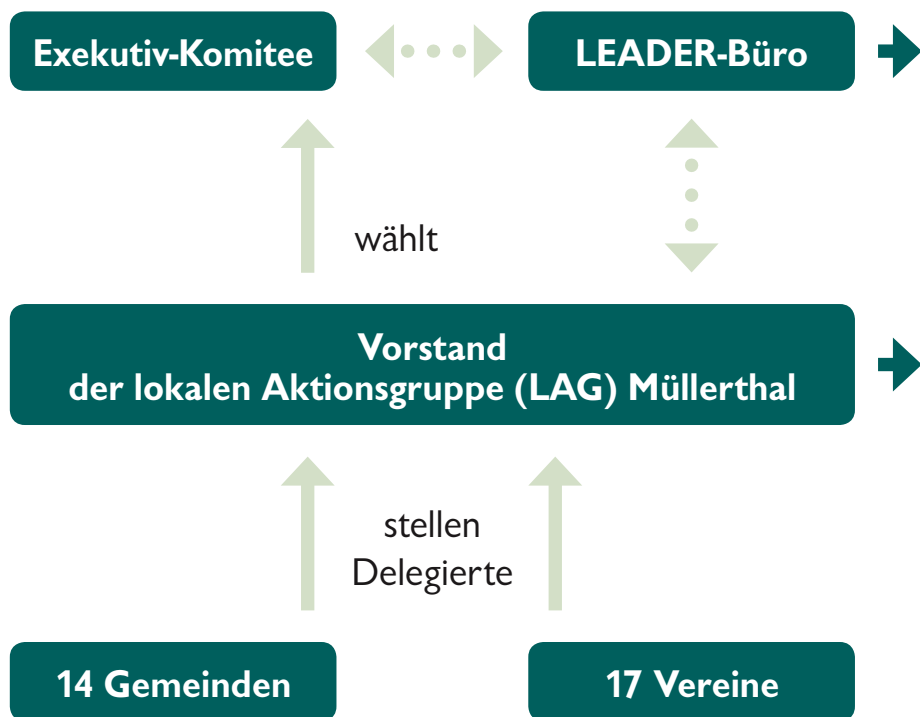 Exekutiv-Komitee
LEADER-Büro
wählt
Vorstand
der lokalen Aktionsgruppe (LAG) Müllerthal
stellen
Delegierte
14 Gemeinden
17 Vereine